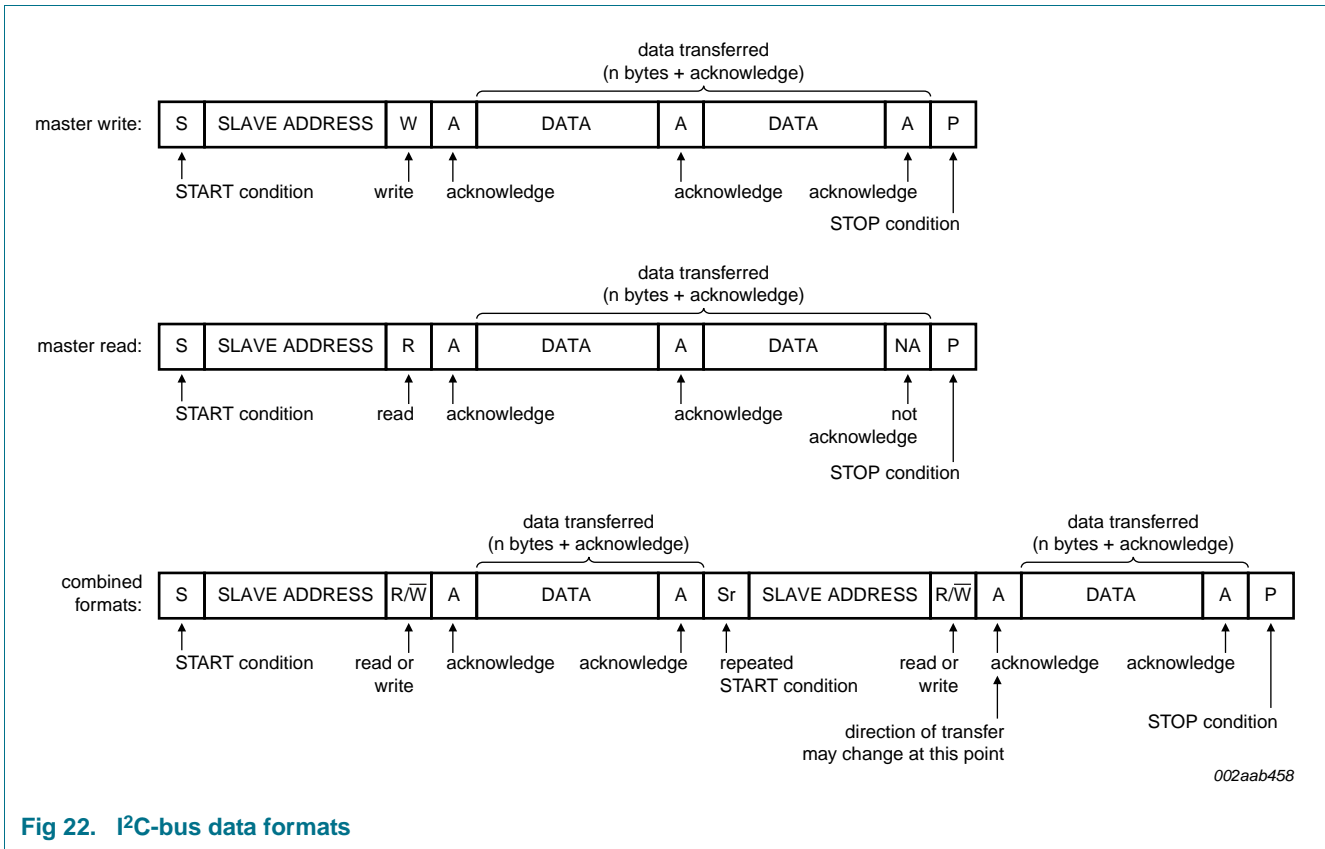 data transferred
(n bytes + acknowledge)
master write: S SLAVE ADDRESS W A DATA A DATA A P
START condition write acknowledge acknowledge acknowledge
STOP condition
data transferred
(n bytes + acknowledge)
master read: S SLAVE ADDRESS R A DATA A DATA NA P
START condition read acknowledge acknowledge not
acknowledge
STOP condition
data transferred data transferred
(n bytes + acknowledge) (n bytes + acknowledge)
combined
formats: S SLAVE ADDRESS R/W̅ A DATA A Sr SLAVE ADDRESS R/W̅ A DATA A P
START condition read or acknowledge acknowledge repeated read or acknowledge acknowledge
write START condition write
direction of transfer STOP condition
may change at this point
002aab458
Fig 22. I²C-bus data formats